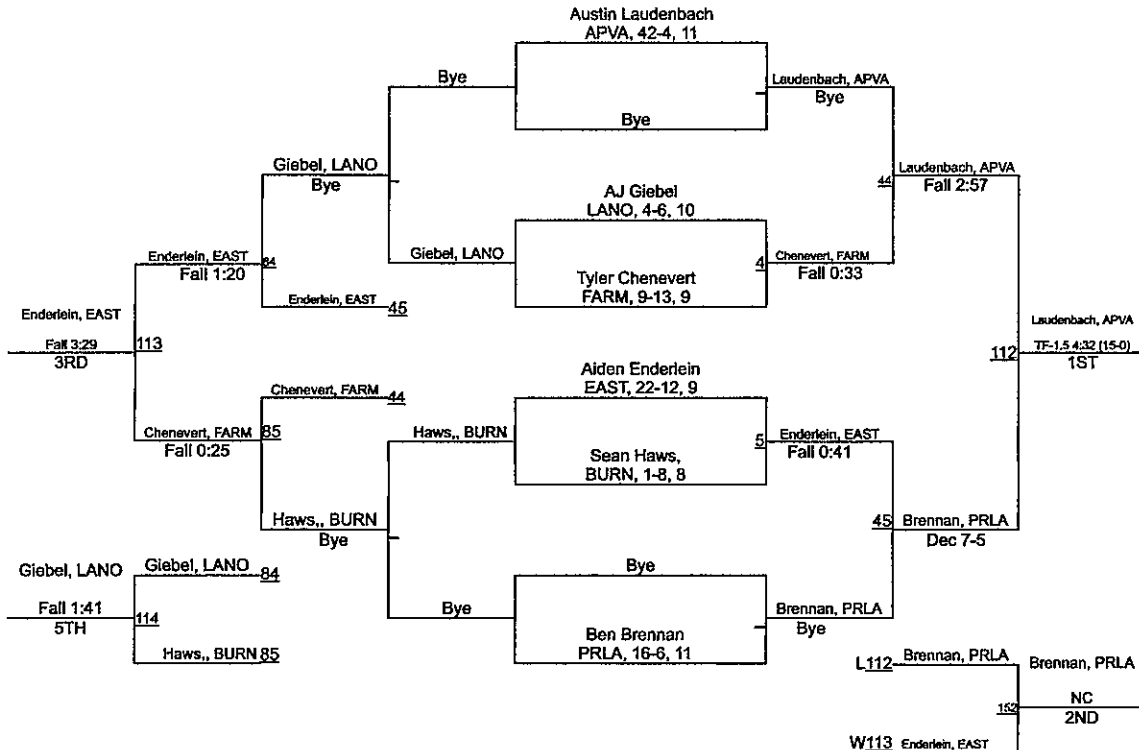 Austin Laudenbach
APVA, 42-4, 11
Bye
Laudenbach, APVA
Bye
Bye
Giebel, LANO
Bye
Laudenbach, APVA
44
Fall 2:57
AJ Giebel
LANO, 4-6, 10
Enderlein, EAST
84
Fall 1:20
Giebel, LANO
4
Chenevert, FARM
Fall 0:33
Tyler Chenevert
FARM, 9-13, 9
Enderlein, EAST
45
Enderlein, EAST
Fall 3:29
113
3RD
Laudenbach, APVA
112
TF-1.5 4:32 (15-0)
1ST
Aiden Enderlein
EAST, 22-12, 9
Chenevert, FARM
44
Chenevert, FARM
85
Fall 0:25
Haws,, BURN
5
Enderlein, EAST
Fall 0:41
Sean Haws,
BURN, 1-8, 8
Haws,, BURN
Bye
45
Brennan, PRLA
Dec 7-5
Giebel, LANO
Giebel, LANO
84
Bye
Fall 1:41
114
5TH
Bye
Brennan, PRLA
Bye
Ben Brennan
PRLA, 16-6, 11
Haws,, BURN
85
L112
Brennan, PRLA
Brennan, PRLA
152
NC
2ND
W113
Enderlein, EAST